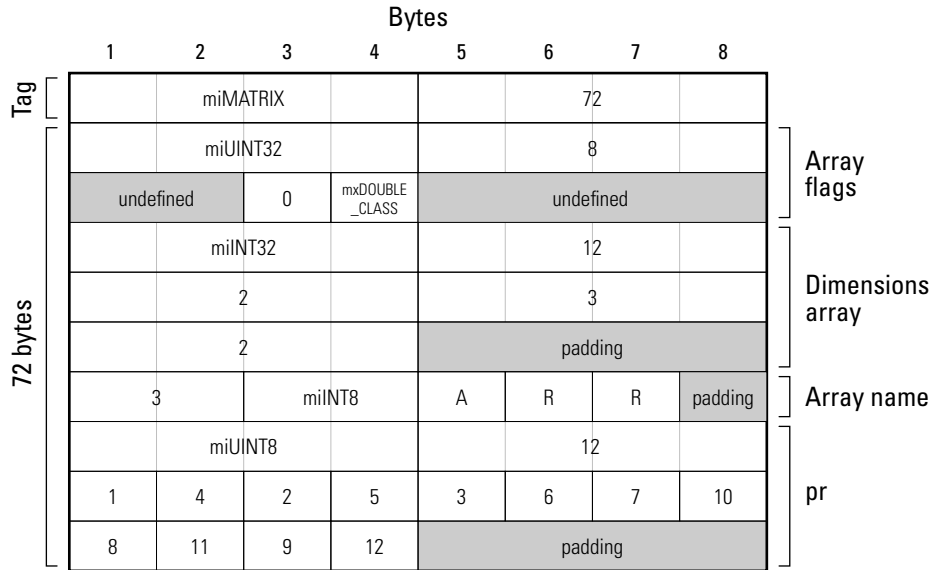 Bytes
1 2 3 4 5 6 7 8
Tag
miMATRIX 72
72 bytes
miUINT32 8
Array flags
undefined 0 mxDOUBLE_CLASS undefined
miINT32 12
Dimensions array
2 3
2 padding
3 miINT8 A R R padding Array name
miUINT8 12
1 4 2 5 3 6 7 10 pr
8 11 9 12 padding